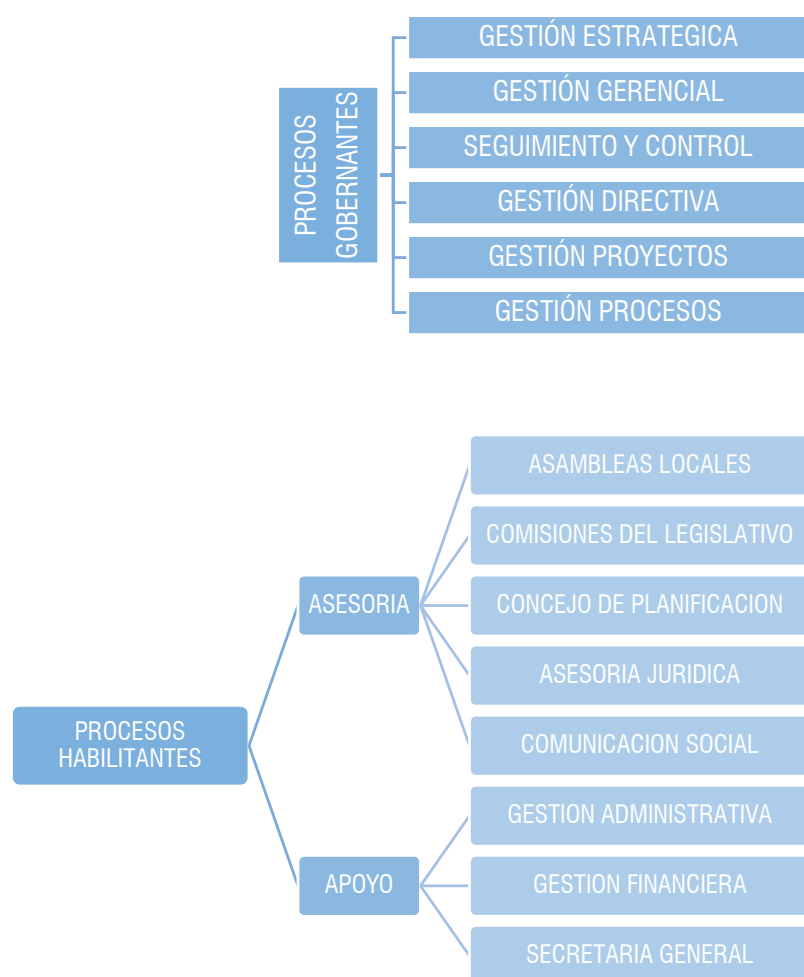 PROCESOS
GOBERNANTES
GESTIÓN ESTRATEGICA
GESTIÓN GERENCIAL
SEGUIMIENTO Y CONTROL
GESTIÓN DIRECTIVA
GESTIÓN PROYECTOS
GESTIÓN PROCESOS
PROCESOS
HABILITANTES
ASESORIA
ASAMBLEAS LOCALES
COMISIONES DEL LEGISLATIVO
CONCEJO DE PLANIFICACION
ASESORIA JURIDICA
COMUNICACION SOCIAL
APOYO
GESTION ADMINISTRATIVA
GESTION FINANCIERA
SECRETARIA GENERAL